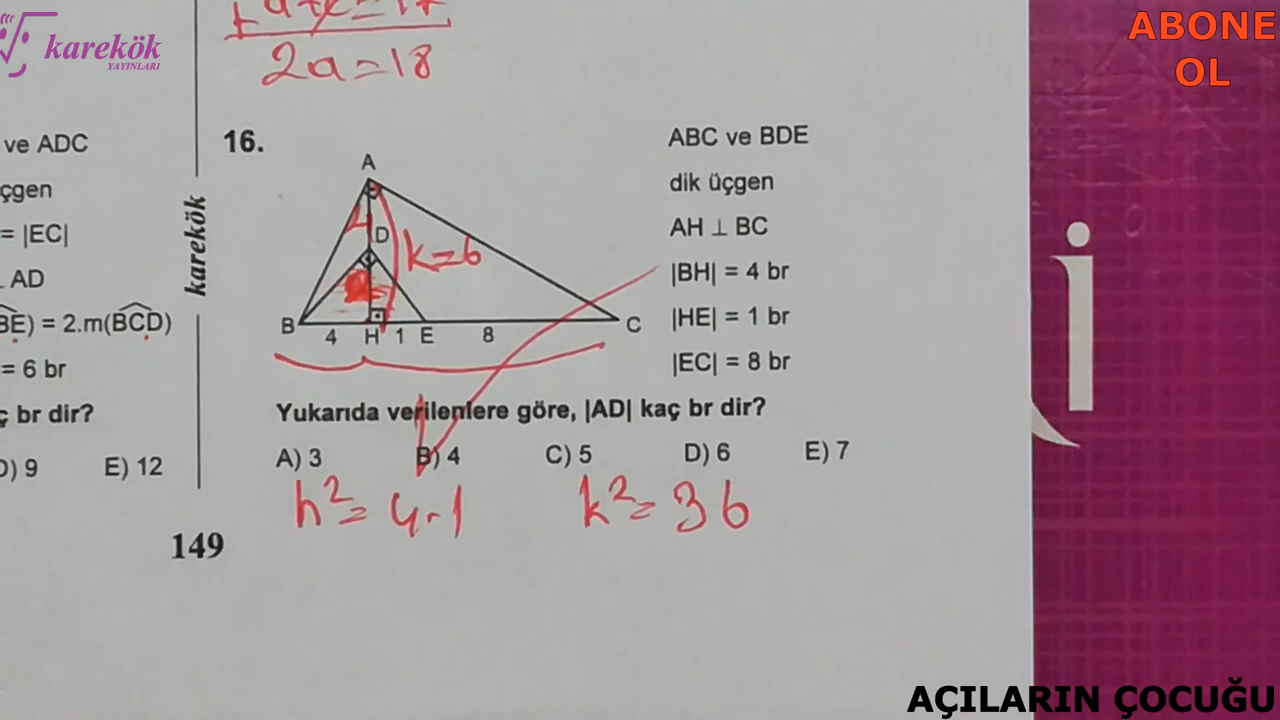 karekök
YAYINLARI
ABONE
OL
2a=18
ve ADC
çgen
= |EC|
AD
BE) = 2.m(BCD)
= 6 br
ç br dir?
D) 9 E) 12
karekök
149
16.
A
D
k=6
4
B
4 H 1 E 8
C
ABC ve BDE
dik üçgen
AH ⊥ BC
|BH| = 4 br
|HE| = 1 br
|EC| = 8 br
Yukarıda verilenlere göre, |AD| kaç br dir?
A) 3 B) 4 C) 5 D) 6 E) 7
h²=4.1 k²=36
İ
AÇILARIN ÇOCUĞU